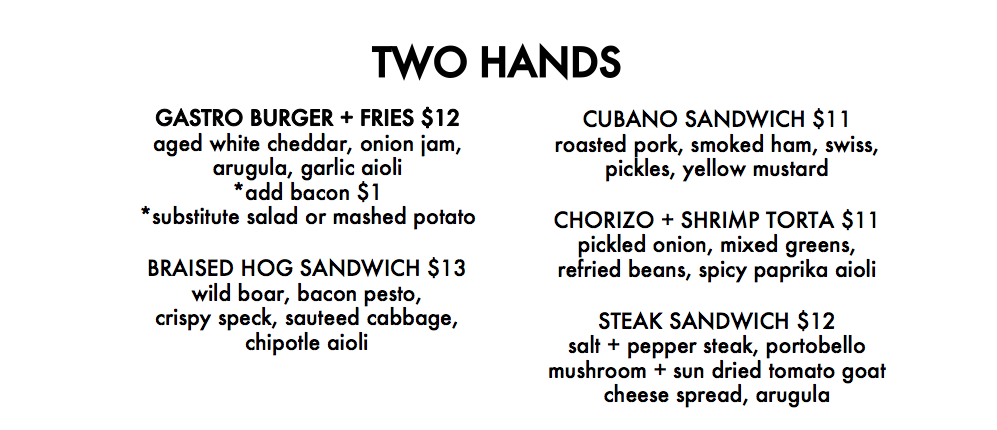 TWO HANDS
GASTRO BURGER + FRIES $12
aged white cheddar, onion jam,
arugula, garlic aioli
*add bacon $1
*substitute salad or mashed potato
BRAISED HOG SANDWICH $13
wild boar, bacon pesto,
crispy speck, sauteed cabbage,
chipotle aioli
CUBANO SANDWICH $11
roasted pork, smoked ham, swiss,
pickles, yellow mustard
CHORIZO + SHRIMP TORTA $11
pickled onion, mixed greens,
refried beans, spicy paprika aioli
STEAK SANDWICH $12
salt + pepper steak, portobello
mushroom + sun dried tomato goat
cheese spread, arugula